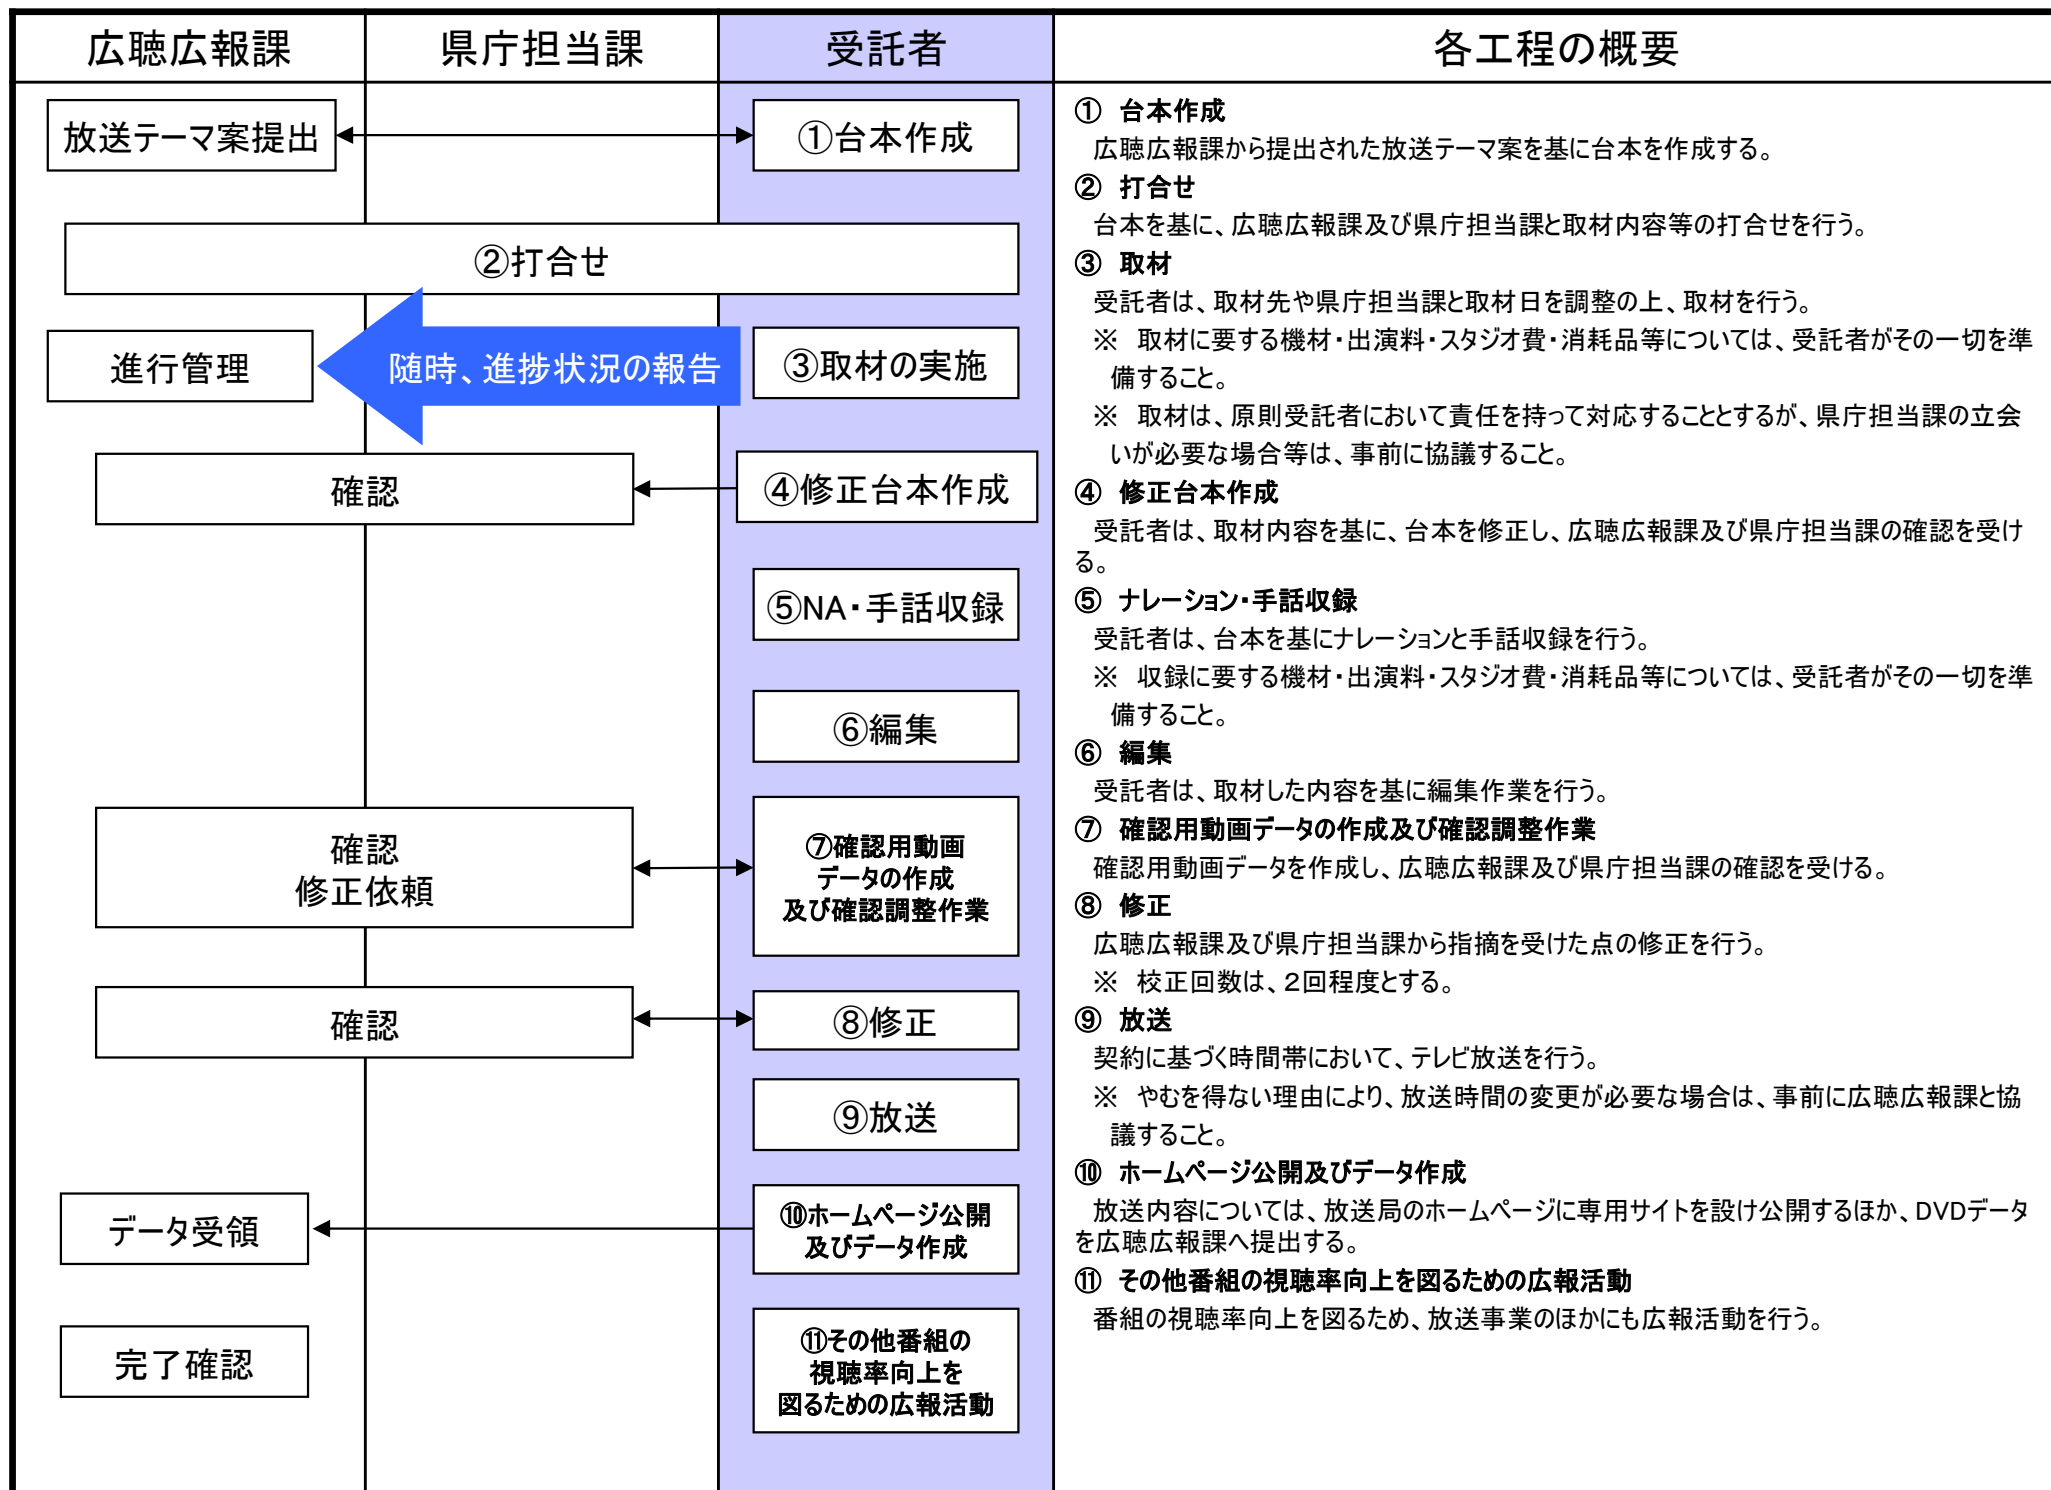 広聴広報課
県庁担当課
受託者
各工程の概要
放送テーマ案提出
①台本作成
②打合せ
進行管理
随時、進捗状況の報告
③取材の実施
確認
④修正台本作成
⑤NA・手話収録
⑥編集
確認
修正依頼
⑦確認用動画
データの作成
及び確認調整作業
確認
⑧修正
⑨放送
データ受領
⑩ホームページ公開
及びデータ作成
完了確認
⑪その他番組の
視聴率向上を
図るための広報活動
① 台本作成
広聴広報課から提出された放送テーマ案を基に台本を作成する。
② 打合せ
台本を基に、広聴広報課及び県庁担当課と取材内容等の打合せを行う。
③ 取材
受託者は、取材先や県庁担当課と取材日を調整の上、取材を行う。
※ 取材に要する機材・出演料・スタジオ費・消耗品等については、受託者がその一切を準
備すること。
※ 取材は、原則受託者において責任を持って対応することとするが、県庁担当課の立会
いが必要な場合等は、事前に協議すること。
④ 修正台本作成
受託者は、取材内容を基に、台本を修正し、広聴広報課及び県庁担当課の確認を受け
る。
⑤ ナレーション・手話収録
受託者は、台本を基にナレーションと手話収録を行う。
※ 収録に要する機材・出演料・スタジオ費・消耗品等については、受託者がその一切を準
備すること。
⑥ 編集
受託者は、取材した内容を基に編集作業を行う。
⑦ 確認用動画データの作成及び確認調整作業
確認用動画データを作成し、広聴広報課及び県庁担当課の確認を受ける。
⑧ 修正
広聴広報課及び県庁担当課から指摘を受けた点の修正を行う。
※ 校正回数は、2回程度とする。
⑨ 放送
契約に基づく時間帯において、テレビ放送を行う。
※ やむを得ない理由により、放送時間の変更が必要な場合は、事前に広聴広報課と協
議すること。
⑩ ホームページ公開及びデータ作成
放送内容については、放送局のホームページに専用サイトを設け公開するほか、DVDデータ
を広聴広報課へ提出する。
⑪ その他番組の視聴率向上を図るための広報活動
番組の視聴率向上を図るため、放送事業のほかにも広報活動を行う。